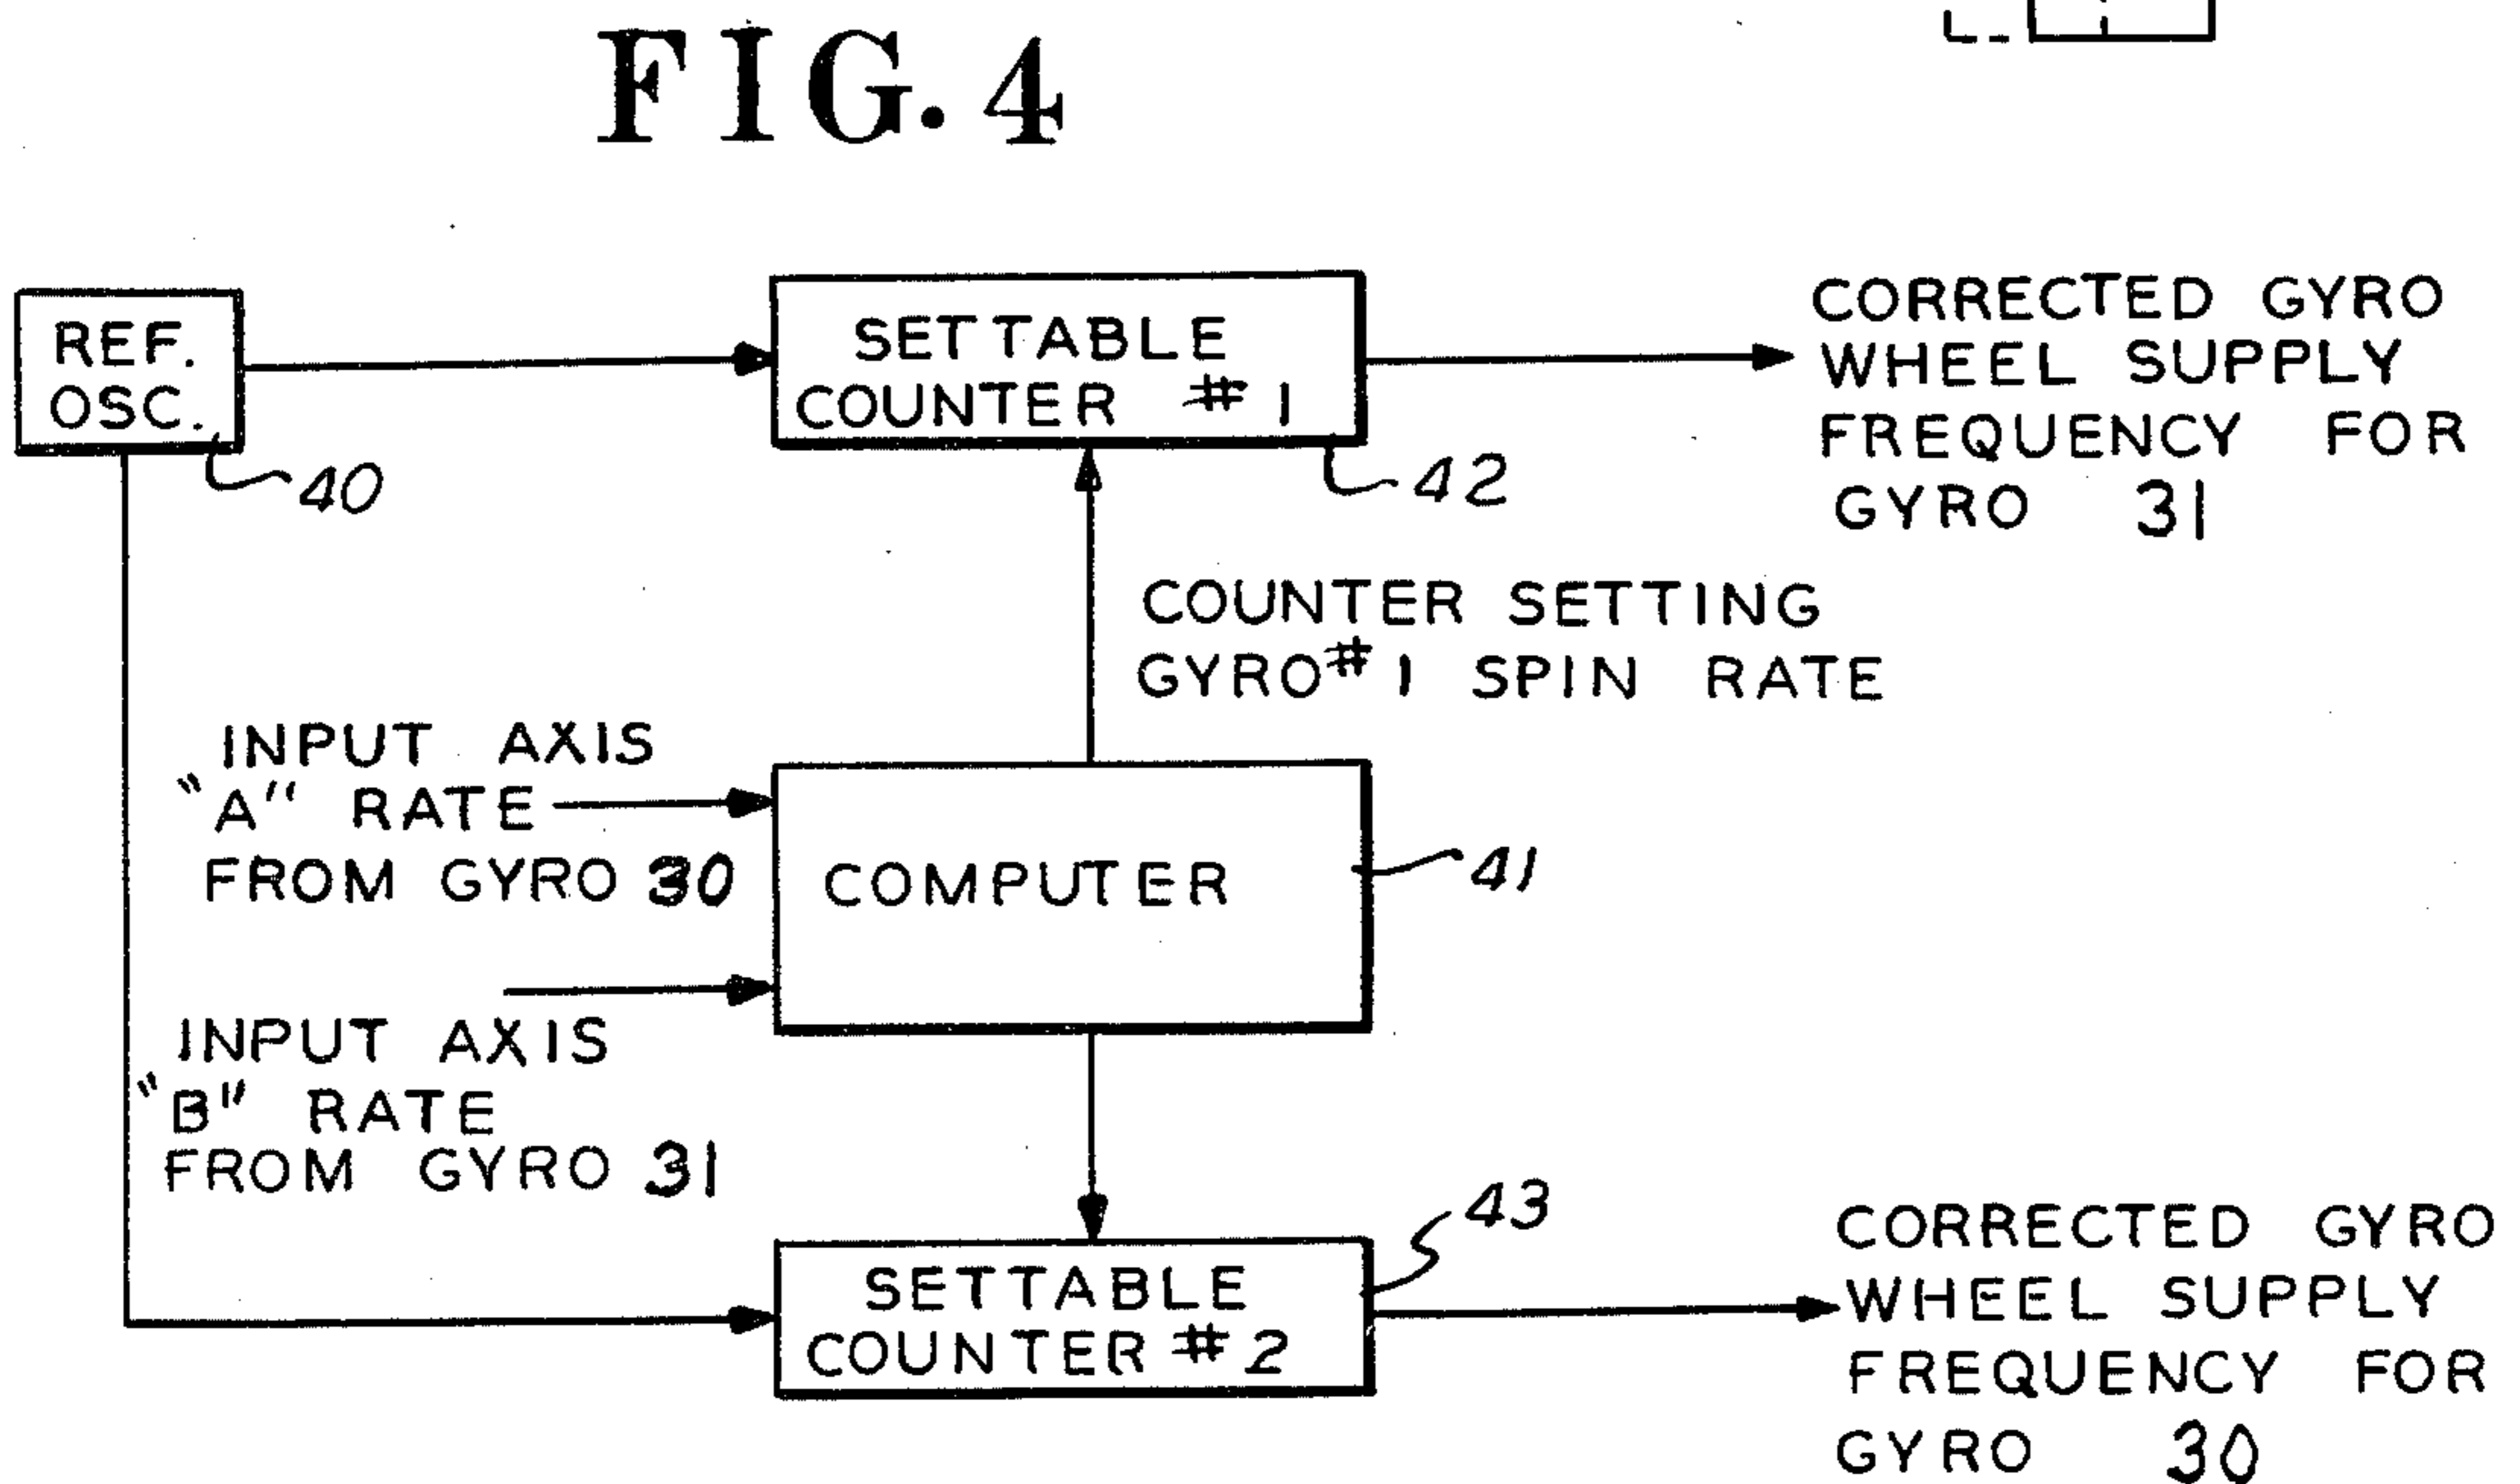 FIG. 4
REF.
OSC.
40
SETTABLE
COUNTER #1
42
CORRECTED GYRO
WHEEL SUPPLY
FREQUENCY FOR
GYRO 31
COUNTER SETTING
GYRO #1 SPIN RATE
INPUT AXIS
"A" RATE
FROM GYRO 30
COMPUTER
41
INPUT AXIS
"B" RATE
FROM GYRO 31
43
SETTABLE
COUNTER #2
CORRECTED GYRO
WHEEL SUPPLY
FREQUENCY FOR
GYRO 30